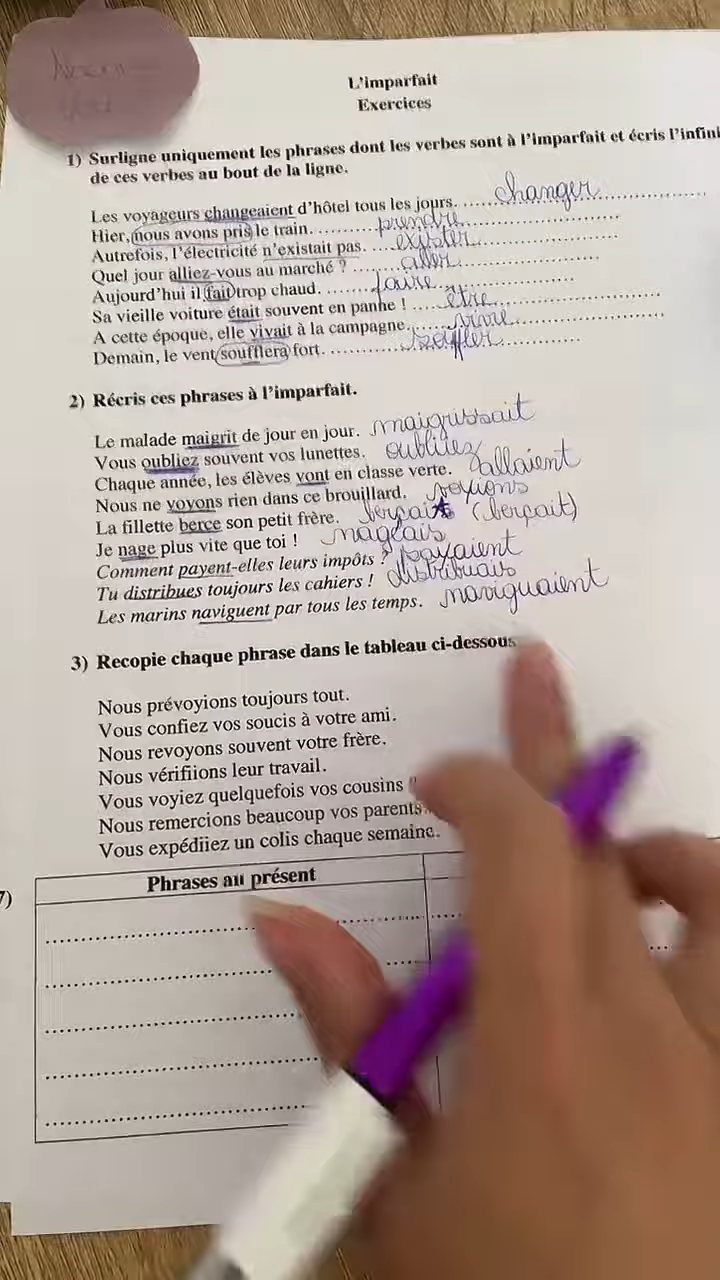 L'imparfait
Exercices
1) Surligne uniquement les phrases dont les verbes sont à l'imparfait et écris l'infini
de ces verbes au bout de la ligne.
Les voyageurs changeaient d'hôtel tous les jours. changer
Hier, nous avons pris le train. prendre
Autrefois, l'électricité n'existait pas. exister
Quel jour alliez-vous au marché ? aller
Aujourd'hui il fait trop chaud. faire
Sa vieille voiture était souvent en panne ! être
A cette époque, elle vivait à la campagne. vivre
Demain, le vent soufflera fort. souffler
2) Récris ces phrases à l'imparfait.
Le malade maigrit de jour en jour. maigrissait
Vous oubliez souvent vos lunettes. oubliiez
Chaque année, les élèves vont en classe verte. allaient
Nous ne voyons rien dans ce brouillard. voyions
La fillette berce son petit frère. (berçait)
Je nage plus vite que toi ! nageais
Comment payent-elles leurs impôts ? payaient
Tu distribues toujours les cahiers ! distribuais
Les marins naviguent par tous les temps. naviguaient
3) Recopie chaque phrase dans le tableau ci-dessous
Nous prévoyions toujours tout.
Vous confiez vos soucis à votre ami.
Nous revoyons souvent votre frère.
Nous vérifiions leur travail.
Vous voyiez quelquefois vos cousins
Nous remercions beaucoup vos parents.
Vous expédiiez un colis chaque semaine.
Phrases au présent
7)